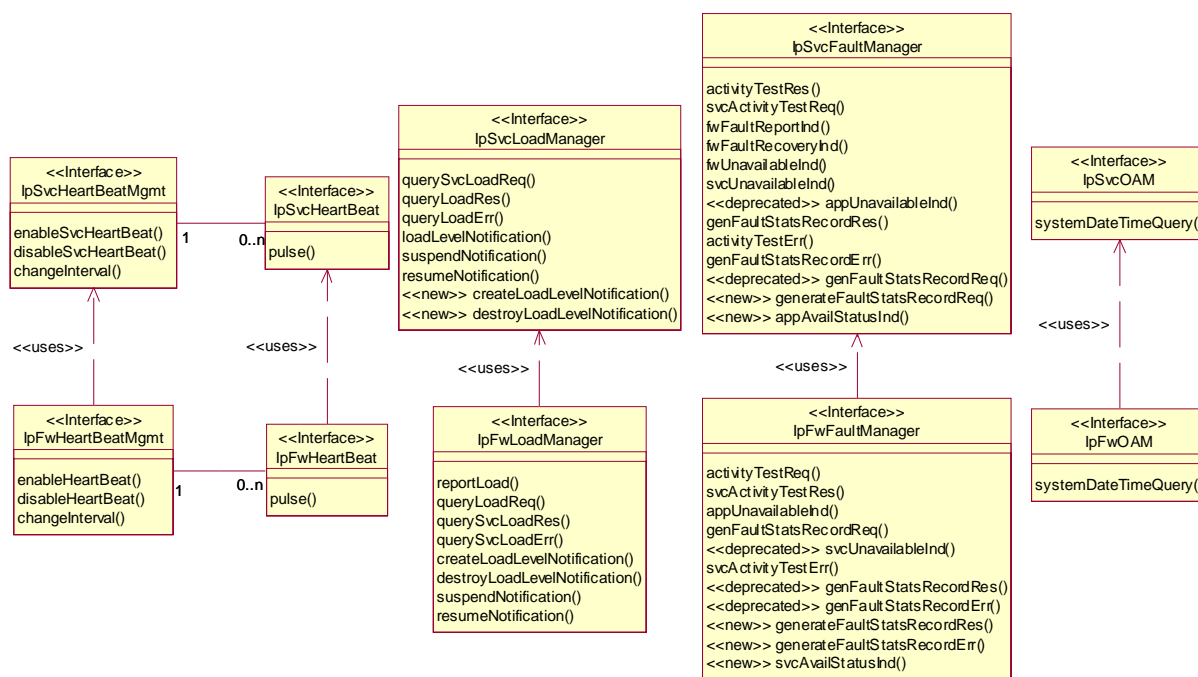 <<Interface>>
IpSvcHeartBeatMgmt
enableSvcHeartBeat()
disableSvcHeartBeat()
changeInterval()
1
0..n
<<Interface>>
IpSvcHeartBeat
pulse()
<<Interface>>
IpSvcLoadManager
querySvcLoadReq()
queryLoadRes()
queryLoadErr()
loadLevelNotification()
suspendNotification()
resumeNotification()
<<new>> createLoadLevelNotification()
<<new>> destroyLoadLevelNotification()
<<Interface>>
IpSvcFaultManager
activityTestRes()
svcActivityTestReq()
fwFaultReportInd()
fwFaultRecoveryInd()
fwUnavailableInd()
svcUnavailableInd()
<<deprecated>> appUnavailableInd()
genFaultStatsRecordRes()
activityTestErr()
genFaultStatsRecordErr()
<<deprecated>> genFaultStatsRecordReq()
<<new>> generateFaultStatsRecordReq()
<<new>> appAvailStatusInd()
<<Interface>>
IpSvcOAM
systemDateTimeQuery(
<<uses>>
<<uses>>
<<uses>>
<<uses>>
<<uses>>
<<Interface>>
IpFwHeartBeatMgmt
enableHeartBeat()
disableHeartBeat()
changeInterval()
1
0..n
<<Interface>>
IpFwHeartBeat
pulse()
<<Interface>>
IpFwLoadManager
reportLoad()
queryLoadReq()
querySvcLoadRes()
querySvcLoadErr()
createLoadLevelNotification()
destroyLoadLevelNotification()
suspendNotification()
resumeNotification()
<<Interface>>
IpFwFaultManager
activityTestReq()
svcActivityTestRes()
appUnavailableInd()
genFaultStatsRecordReq()
<<deprecated>> svcUnavailableInd()
svcActivityTestErr()
<<deprecated>> genFaultStatsRecordRes()
<<deprecated>> genFaultStatsRecordErr()
<<new>> generateFaultStatsRecordRes()
<<new>> generateFaultStatsRecordErr()
<<new>> svcAvailStatusInd()
<<Interface>>
IpFwOAM
systemDateTimeQuery(